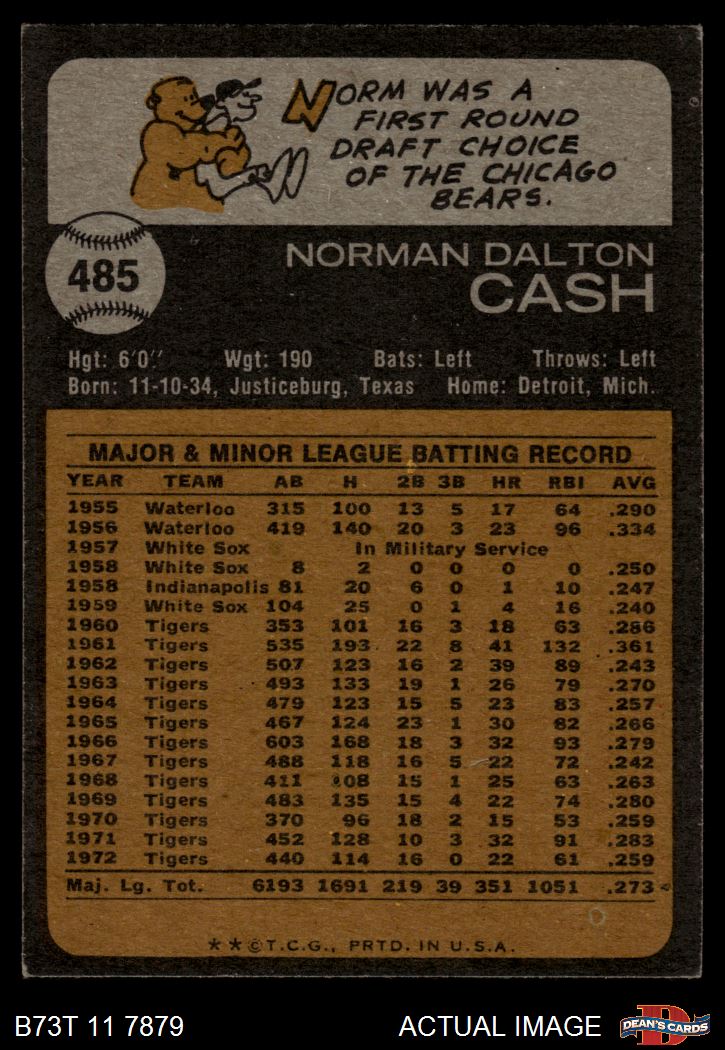 NORM WAS A
FIRST ROUND
DRAFT CHOICE
OF THE CHICAGO
BEARS.
485
NORMAN DALTON
CASH
Hgt: 6'0" Wgt: 190 Bats: Left Throws: Left
Born: 11-10-34, Justiceburg, Texas Home: Detroit, Mich.
MAJOR & MINOR LEAGUE BATTING RECORD
YEAR TEAM AB H 2B 3B HR RBI AVG
1955 Waterloo 315 100 13 5 17 64 .290
1956 Waterloo 419 140 20 3 23 96 .334
1957 White Sox In Military Service
1958 White Sox 8 2 0 0 0 0 .250
1958 Indianapolis 81 20 6 0 1 10 .247
1959 White Sox 104 25 0 1 4 16 .240
1960 Tigers 353 101 16 3 18 63 .286
1961 Tigers 535 193 22 8 41 132 .361
1962 Tigers 507 123 16 2 39 89 .243
1963 Tigers 493 133 19 1 26 79 .270
1964 Tigers 479 123 15 5 23 83 .257
1965 Tigers 467 124 23 1 30 82 .266
1966 Tigers 603 168 18 3 32 93 .279
1967 Tigers 488 118 16 5 22 72 .242
1968 Tigers 411 108 15 1 25 63 .263
1969 Tigers 483 135 15 4 22 74 .280
1970 Tigers 370 96 18 2 15 53 .259
1971 Tigers 452 128 10 3 32 91 .283
1972 Tigers 440 114 16 0 22 61 .259
Maj. Lg. Tot. 6193 1691 219 39 351 1051 .273
**©T.C.G., PRTD. IN U.S.A.
B73T 11 7879 ACTUAL IMAGE
DEAN'S CARDS